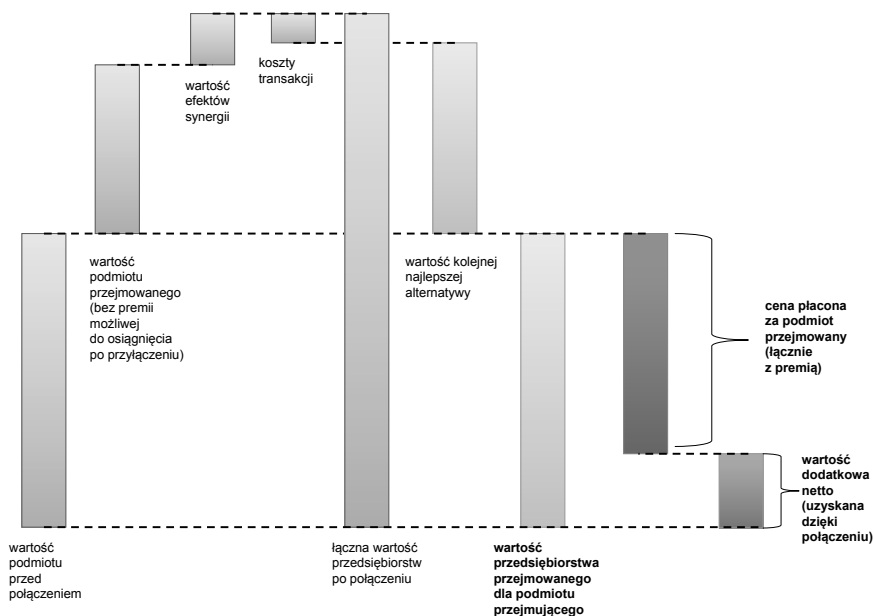 wartość
efektów
synergii
koszty
transakcji
wartość
podmiotu
przejmowanego
(bez premii
możliwej
do osiągnięcia
po przyłączeniu)
wartość kolejnej
najlepszej
alternatywy
cena płacona
za podmiot
przejmowany
(łącznie
z premią)
wartość
dodatkowa
netto
(uzyskana
dzięki
połączeniu)
wartość
podmiotu
przed
połączeniem
łączna wartość
przedsiębiorstw
po połączeniu
wartość
przedsiębiorstwa
przejmowanego
dla podmiotu
przejmującego